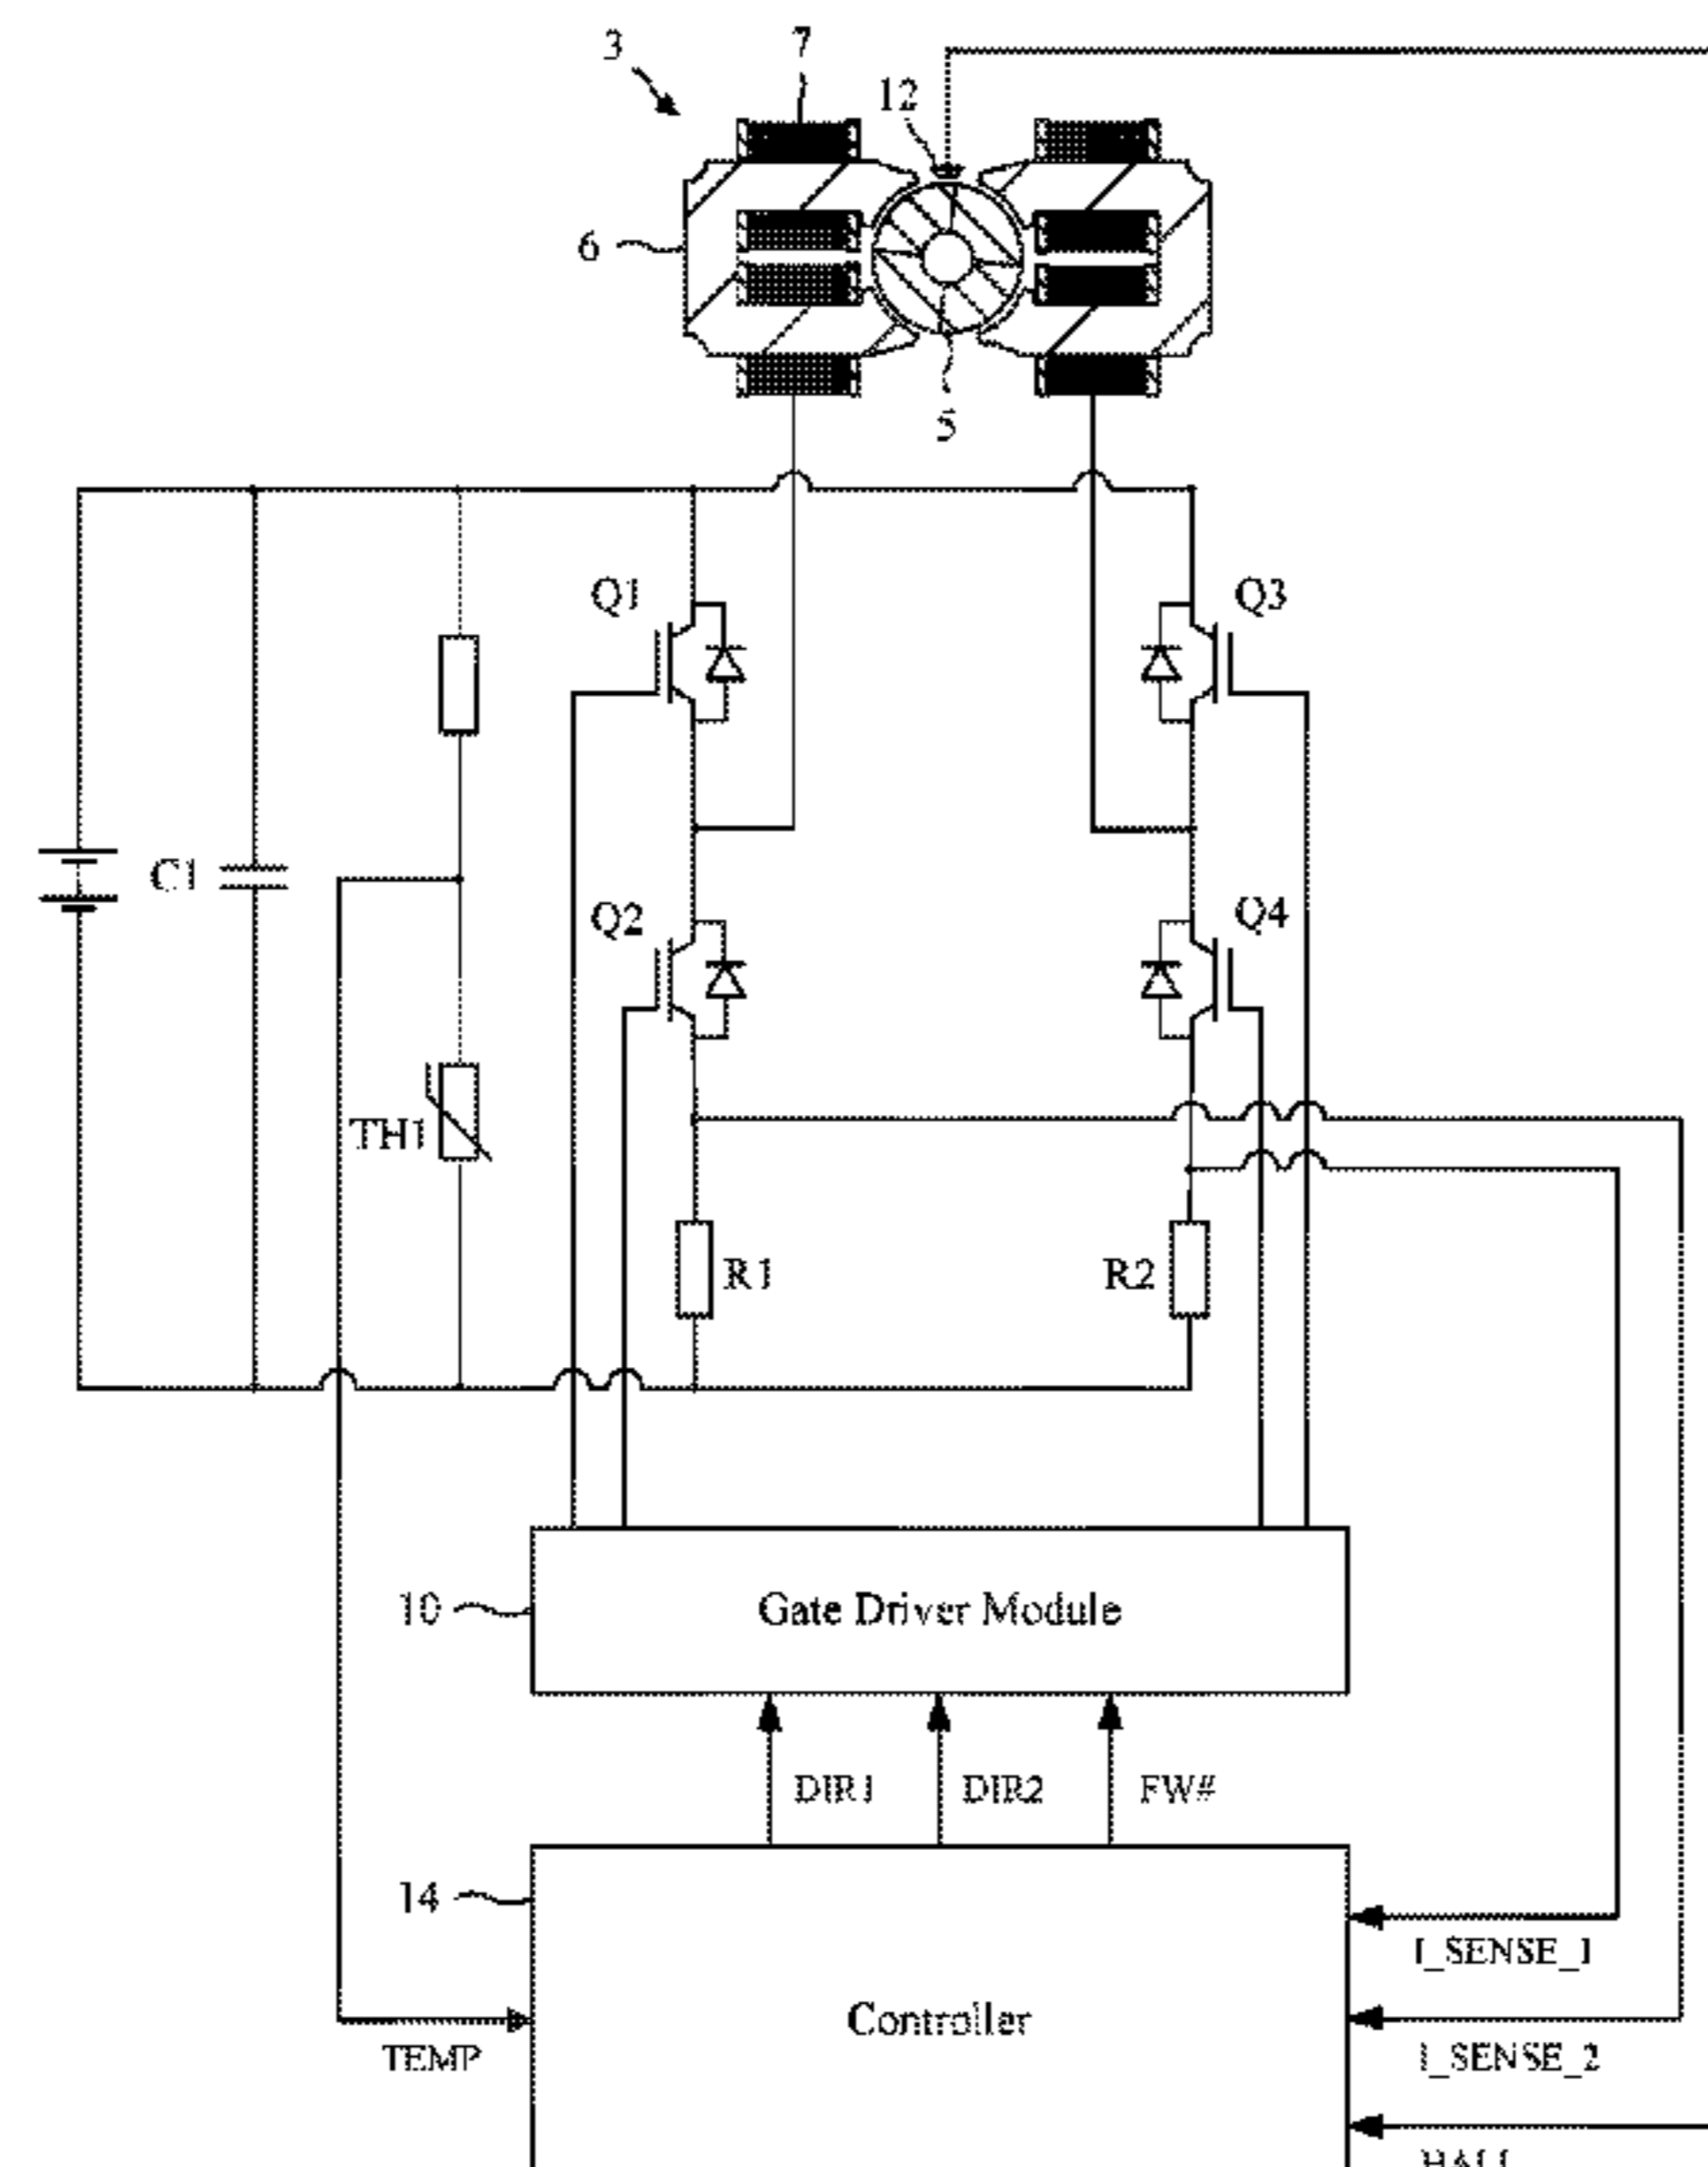 3
7
12
6
5
Q1
Q3
C1
Q2
Q4
TH1
R1
R2
10
Gate Driver Module
DIR1
DIR2
FW#
14
I_SENSE_1
Controller
TEMP
I_SENSE_2